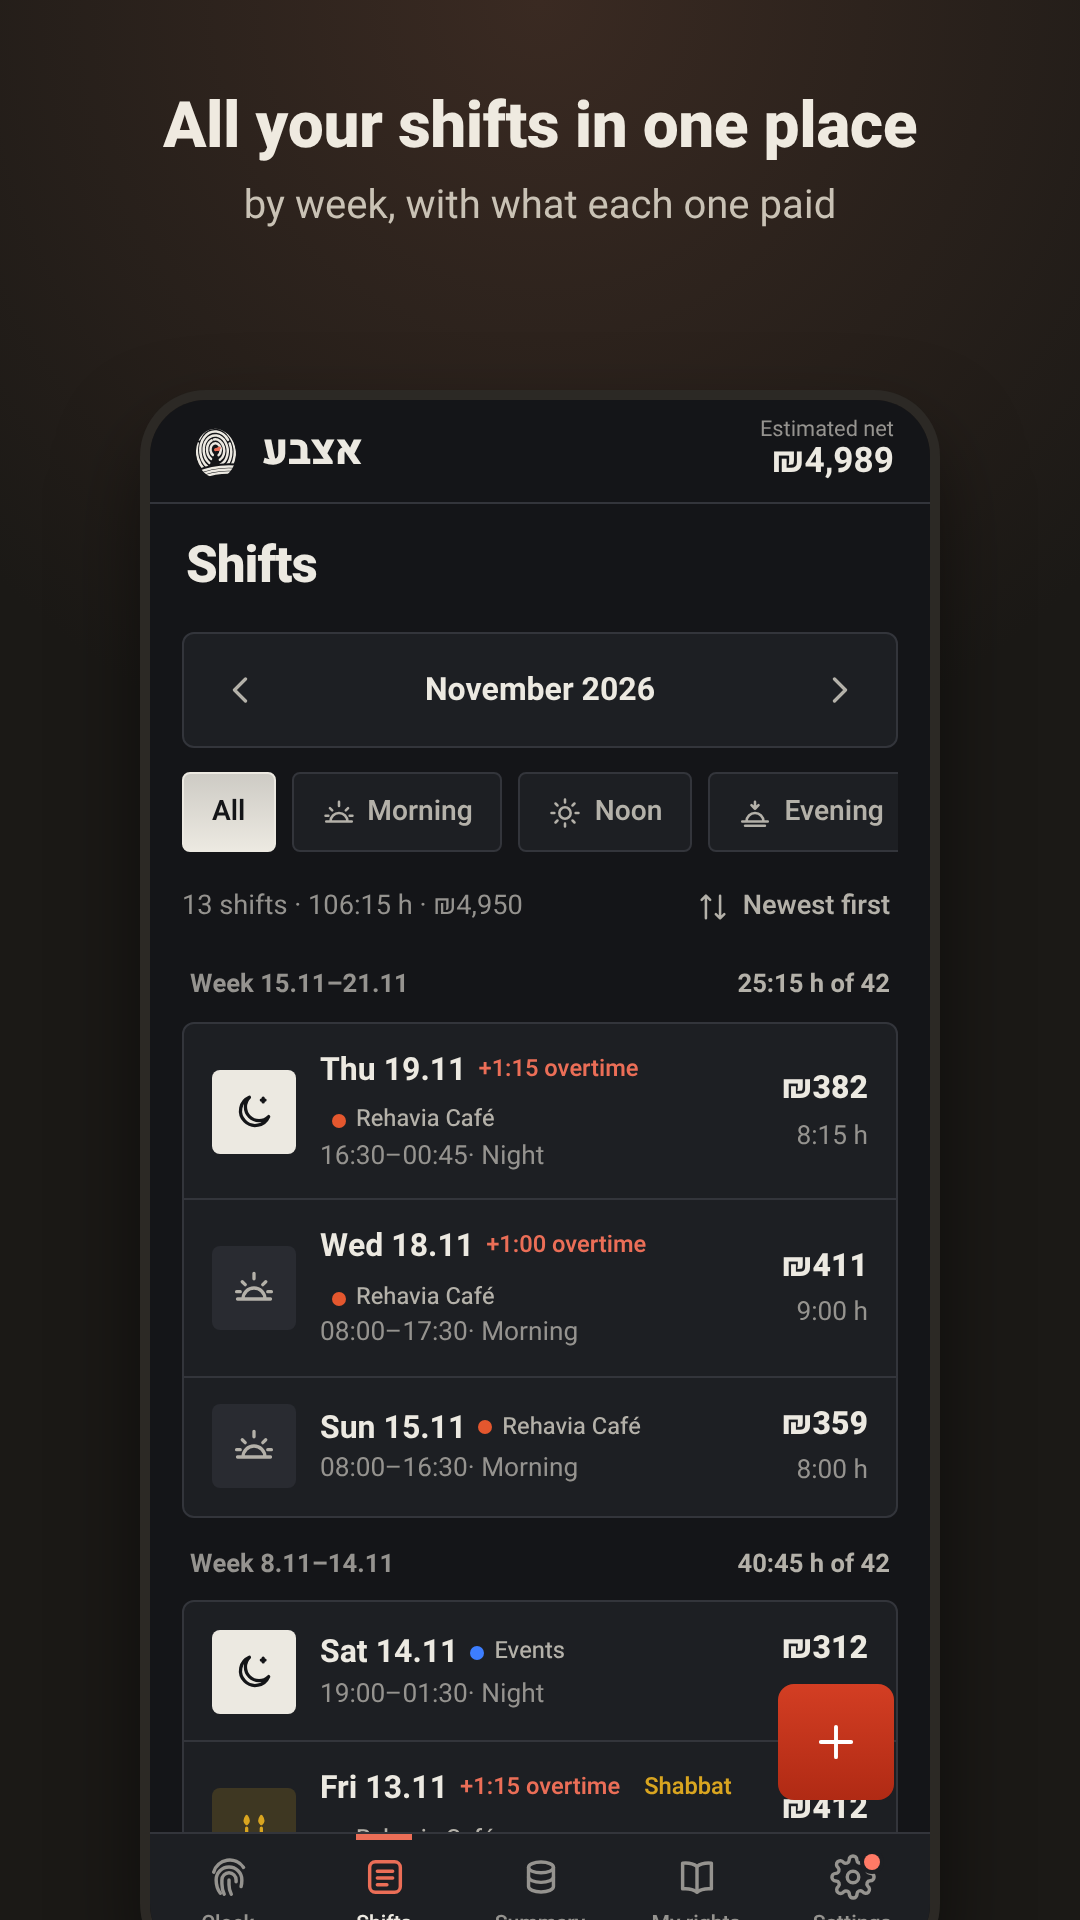 All your shifts in one place
by week, with what each one paid
אצבע
Estimated net
₪4,989
Shifts
November 2026
All
Morning
Noon
Evening
13 shifts · 106:15 h · ₪4,950
Newest first
Week 15.11–21.11
25:15 h of 42
Thu 19.11 +1:15 overtime
Rehavia Café
16:30–00:45· Night
₪382
8:15 h
Wed 18.11 +1:00 overtime
Rehavia Café
08:00–17:30· Morning
₪411
9:00 h
Sun 15.11 Rehavia Café
08:00–16:30· Morning
₪359
8:00 h
Week 8.11–14.11
40:45 h of 42
Sat 14.11 Events
19:00–01:30· Night
₪312
Fri 13.11 +1:15 overtime Shabbat
₪412
Shifts
My rights
Settings